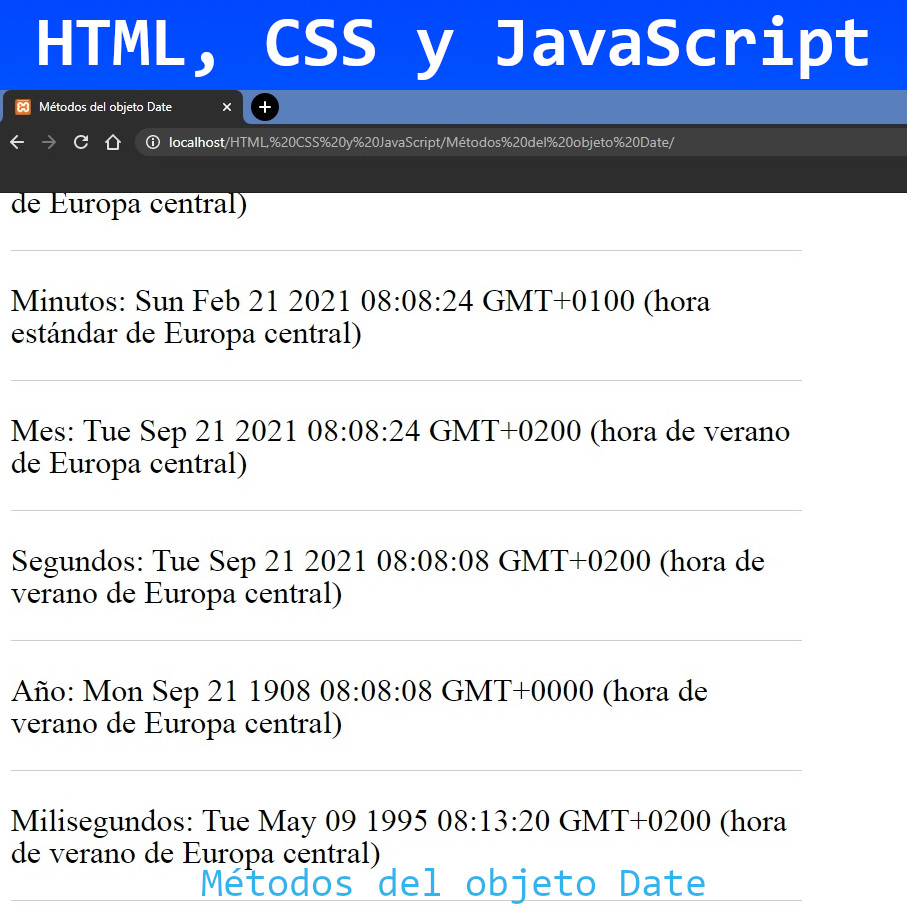 HTML, CSS y JavaScript
Métodos del objeto Date
localhost/HTML,%20CSS%20y%20JavaScript/Métodos%20del%20objeto%20Date/
de Europa central)
Minutos: Sun Feb 21 2021 08:08:24 GMT+0100 (hora
estándar de Europa central)
Mes: Tue Sep 21 2021 08:08:24 GMT+0200 (hora de verano
de Europa central)
Segundos: Tue Sep 21 2021 08:08:08 GMT+0200 (hora de
verano de Europa central)
Año: Mon Sep 21 1908 08:08:08 GMT+0000 (hora de
verano de Europa central)
Milisegundos: Tue May 09 1995 08:13:20 GMT+0200 (hora
de verano de Europa central)
Métodos del objeto Date